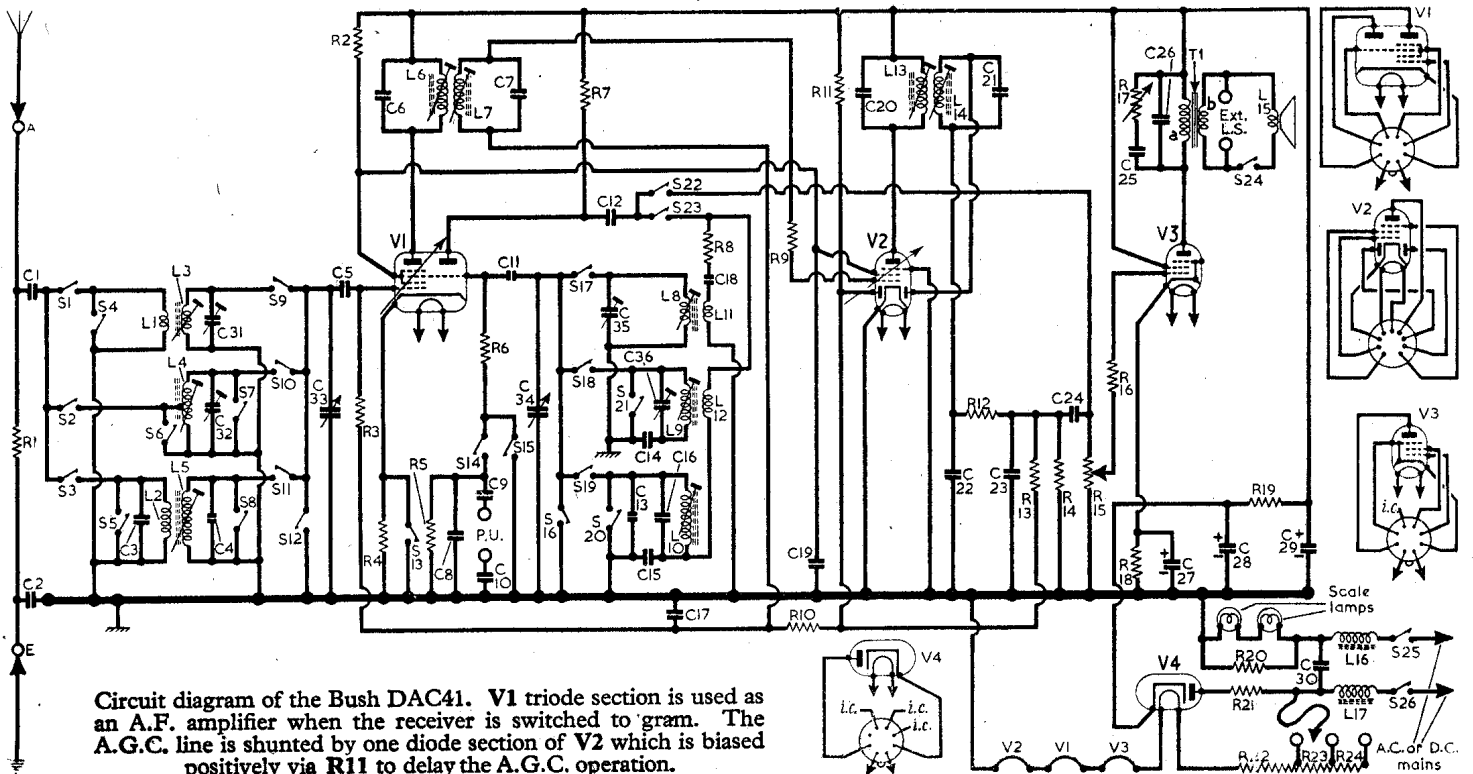 R2
L6
C6
L7
C7
R7
R11
L13
C20
L14
C21
R17
C26
T1
a
b
Ext. L.S.
L15
C25
S24
V1
V2
V3
i.c.
A
C1
S1
S4
L1
L3
C31
S9
C5
V1
C12
S22
S23
R9
V2
V3
R8
C18
C11
S17
L8
L11
C35
L4
S10
S2
S6
C32
S7
C33
R3
R6
C34
S18
C36
S21
L9
L12
C14
R16
R12
C24
R1
S3
L5
S11
S5
C3
L2
C4
S8
S12
R4
S13
R5
C8
S14
S15
C9
P.U.
C10
S16
S19
S20
C13
C16
L10
C15
C19
C22
C23
R13
R14
R15
R19
R18
C27
C28
C29
C2
E
C17
R10
V4
i.c. i.c.
i.c.
V4
Scale lamps
R20
C30
L16
S25
R21
L17
S26
V2 V1 V3
R23
R24
A.C. or D.C. mains
Circuit diagram of the Bush DAC41. V1 triode section is used as
an A.F. amplifier when the receiver is switched to gram. The
A.G.C. line is shunted by one diode section of V2 which is biased
positively via R11 to delay the A.G.C. operation.